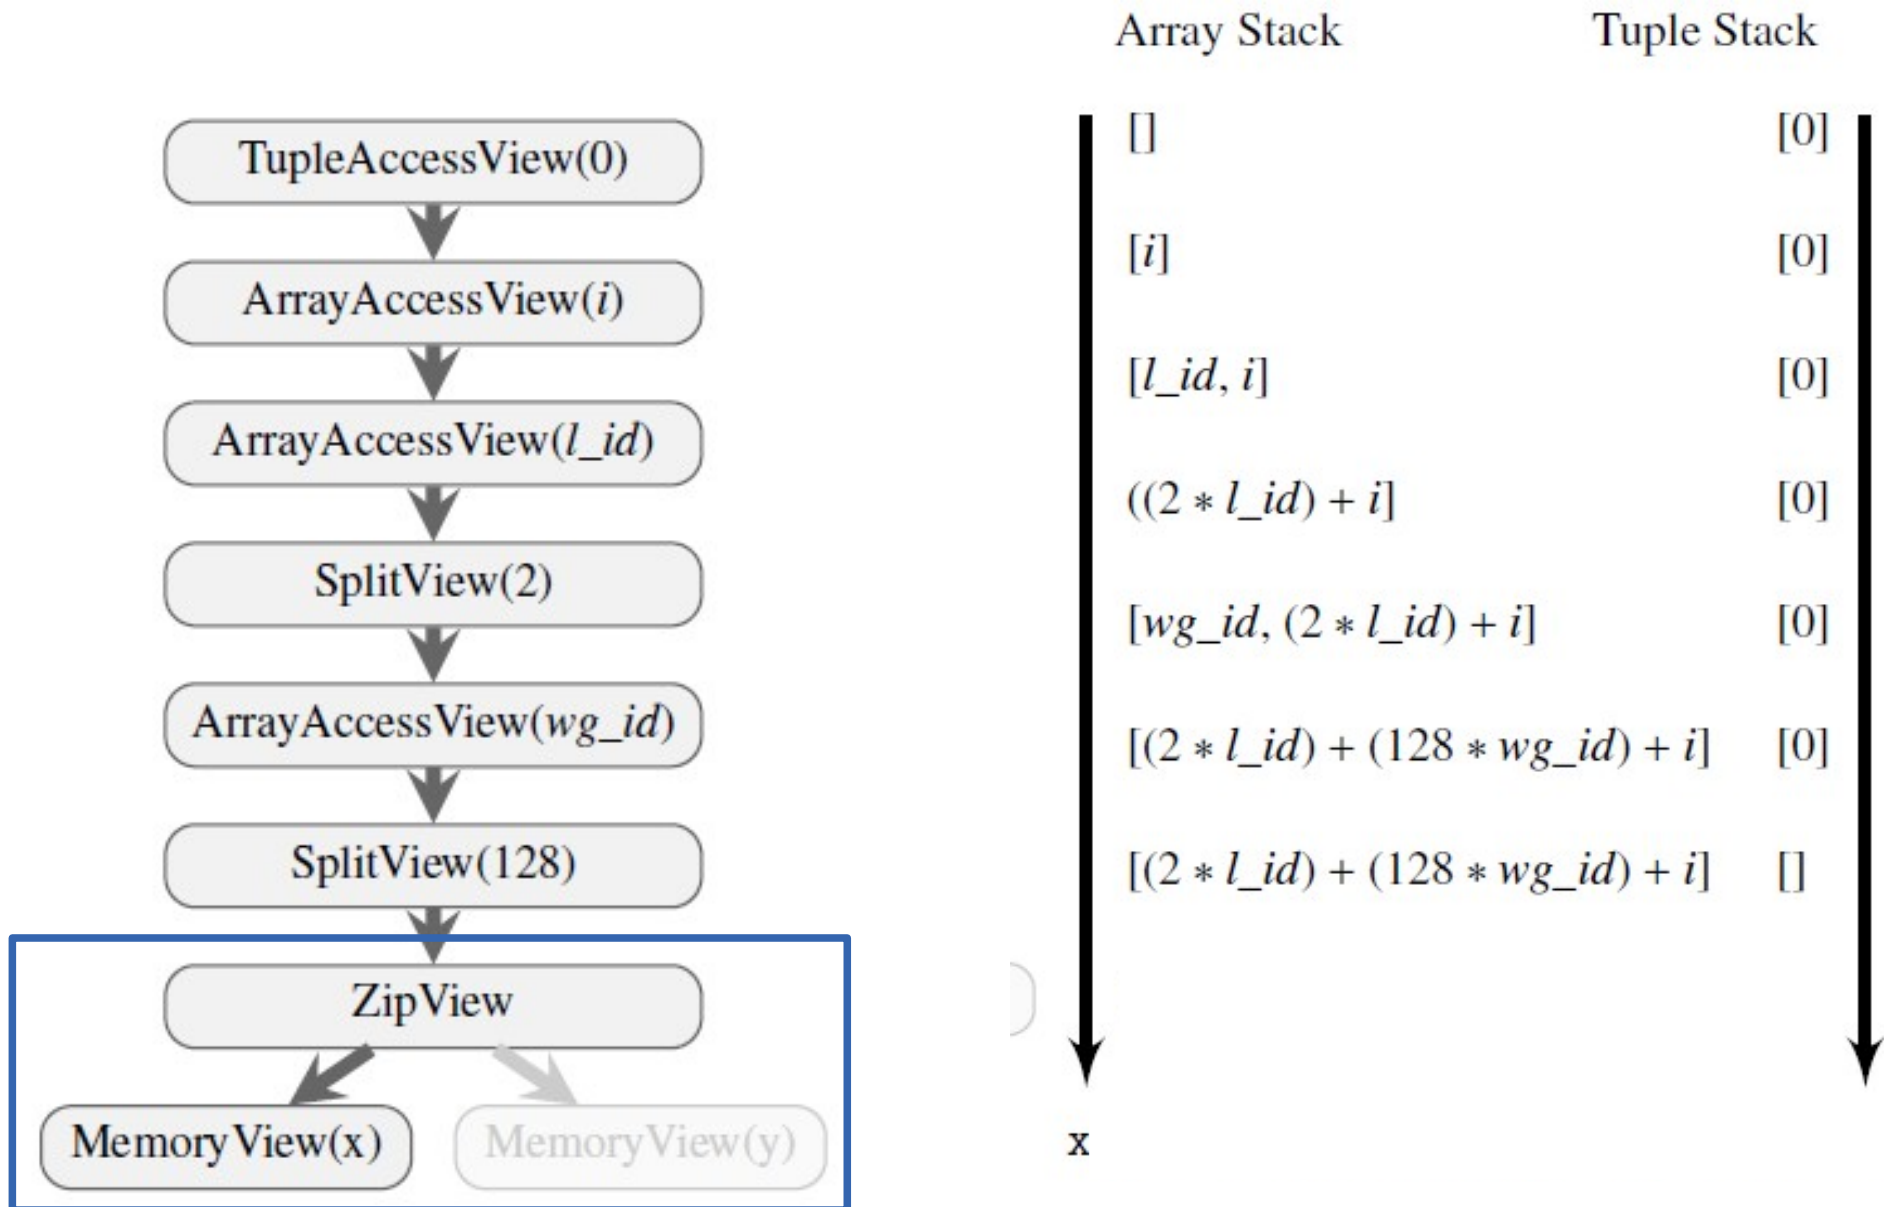 Array Stack
Tuple Stack
TupleAccessView(0)
ArrayAccessView(i)
ArrayAccessView(l_id)
SplitView(2)
ArrayAccessView(wg_id)
SplitView(128)
ZipView
MemoryView(x)
MemoryView(y)
[]
[0]
[i]
[0]
[l_id, i]
[0]
((2 * l_id) + i]
[0]
[wg_id, (2 * l_id) + i]
[0]
[(2 * l_id) + (128 * wg_id) + i]
[0]
[(2 * l_id) + (128 * wg_id) + i]
[]
x